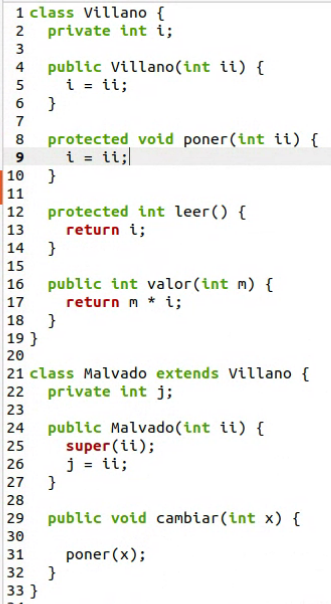 1 class Villano {
2   private int i;
3
4   public Villano(int ii) {
5     i = ii;
6   }
7
8   protected void poner(int ii) {
9     i = ii;
10   }
11
12   protected int leer() {
13     return i;
14   }
15
16   public int valor(int m) {
17     return m * i;
18   }
19 }
20
21 class Malvado extends Villano {
22   private int j;
23
24   public Malvado(int ii) {
25     super(ii);
26     j = ii;
27   }
28
29   public void cambiar(int x) {
30
31     poner(x);
32   }
33 }